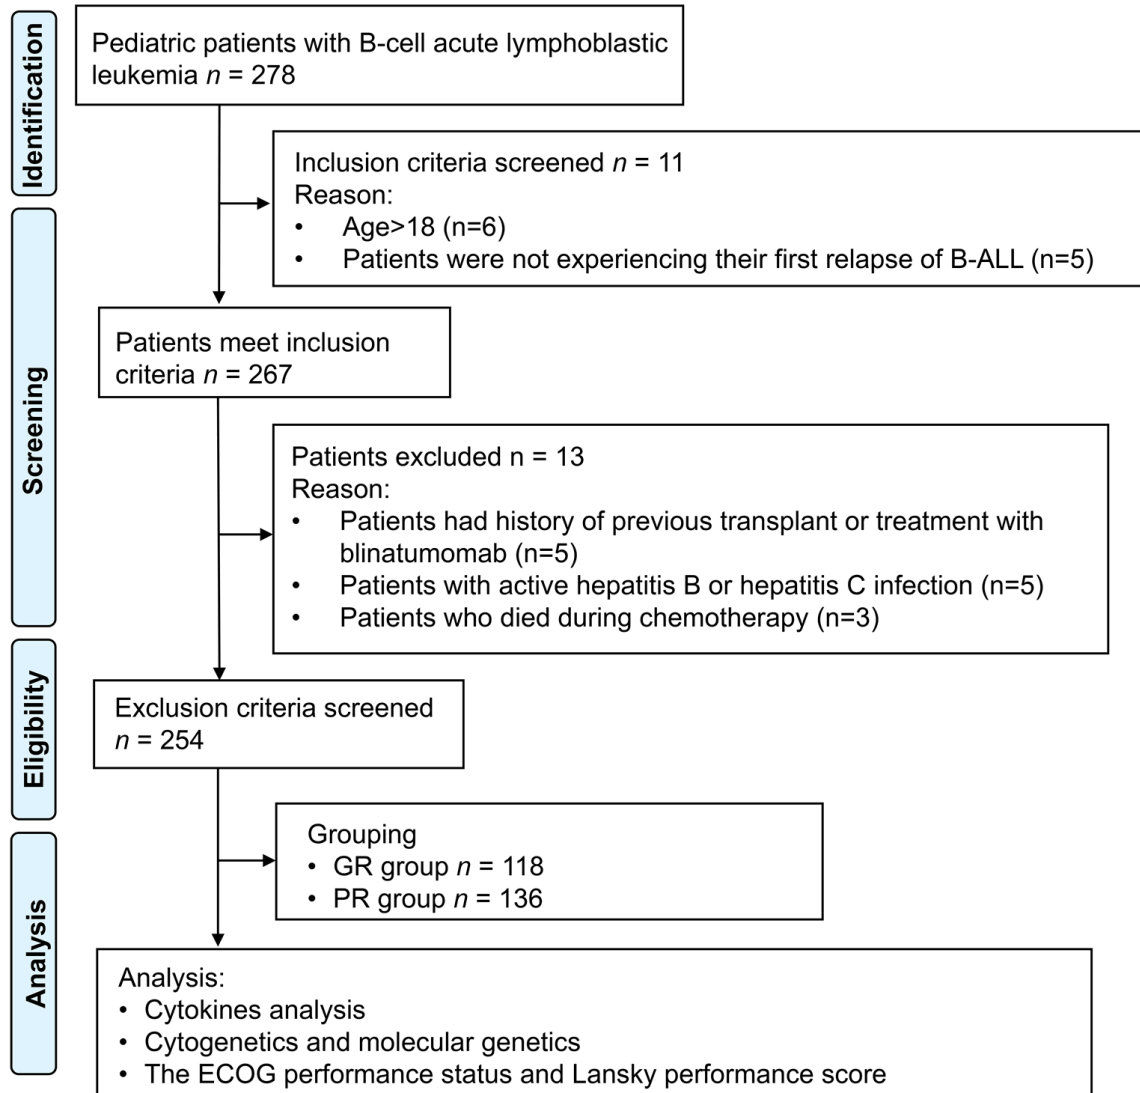 Identification
Pediatric patients with B-cell acute lymphoblastic
leukemia n = 278
Inclusion criteria screened n = 11
Reason:
• Age>18 (n=6)
• Patients were not experiencing their first relapse of B-ALL (n=5)
Screening
Patients meet inclusion
criteria n = 267
Patients excluded n = 13
Reason:
• Patients had history of previous transplant or treatment with
blinatumomab (n=5)
• Patients with active hepatitis B or hepatitis C infection (n=5)
• Patients who died during chemotherapy (n=3)
Eligibility
Exclusion criteria screened
n = 254
Grouping
• GR group n = 118
• PR group n = 136
Analysis
Analysis:
• Cytokines analysis
• Cytogenetics and molecular genetics
• The ECOG performance status and Lansky performance score